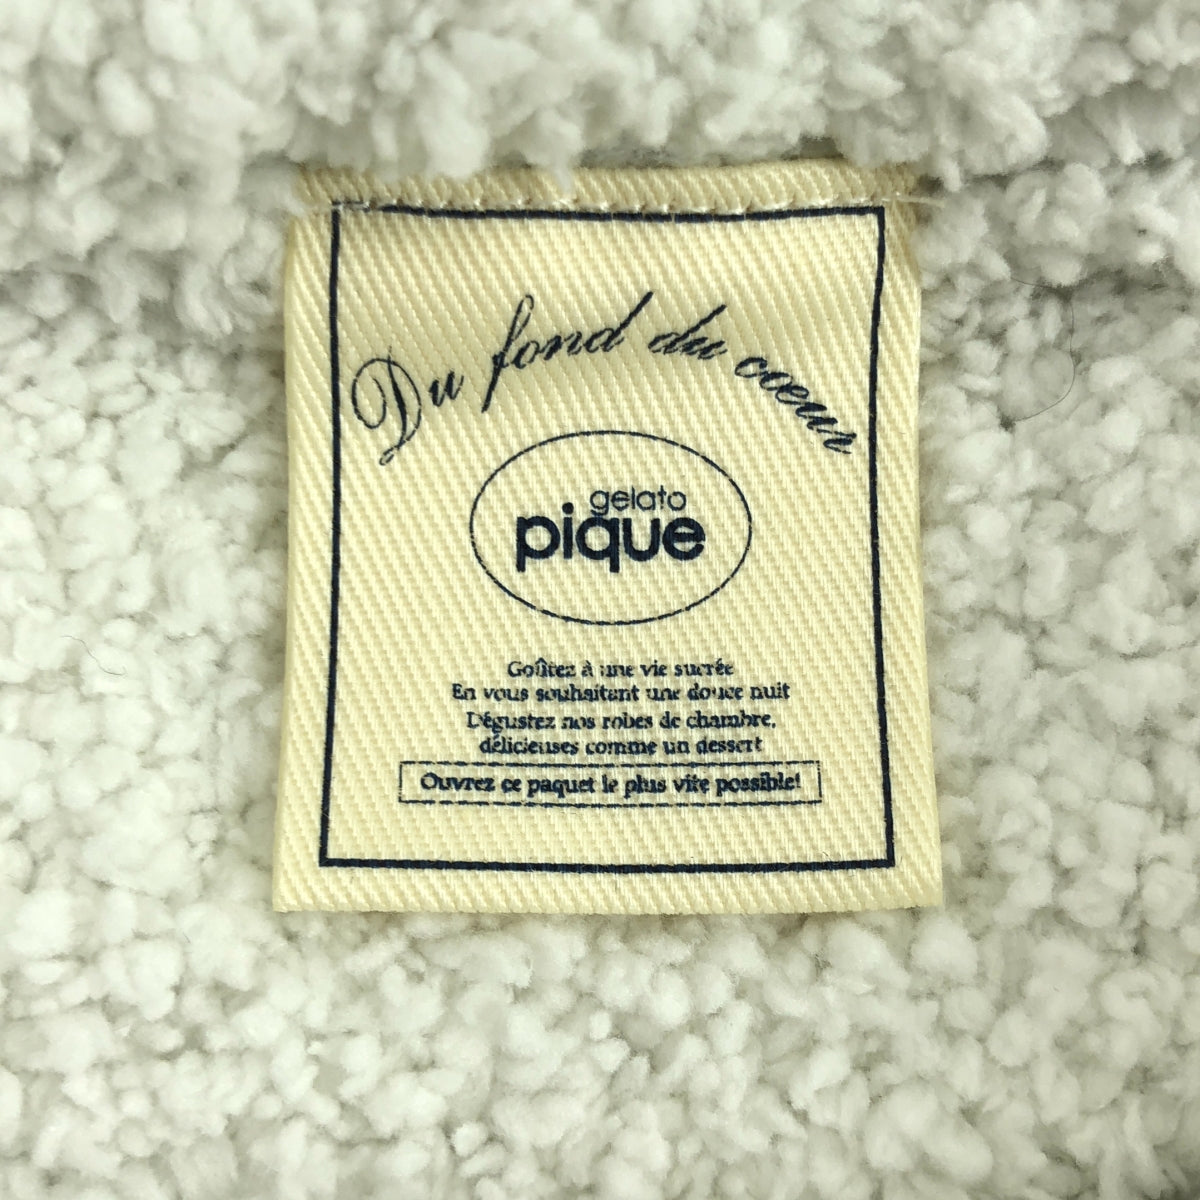 Du fond du cœur
gelato
pique
Goûtez à une vie sucrée
En vous souhaitant une douce nuit
Dégustez nos robes de chambre,
délicieuses comme un dessert
Ouvrez ce paquet le plus vite possible!